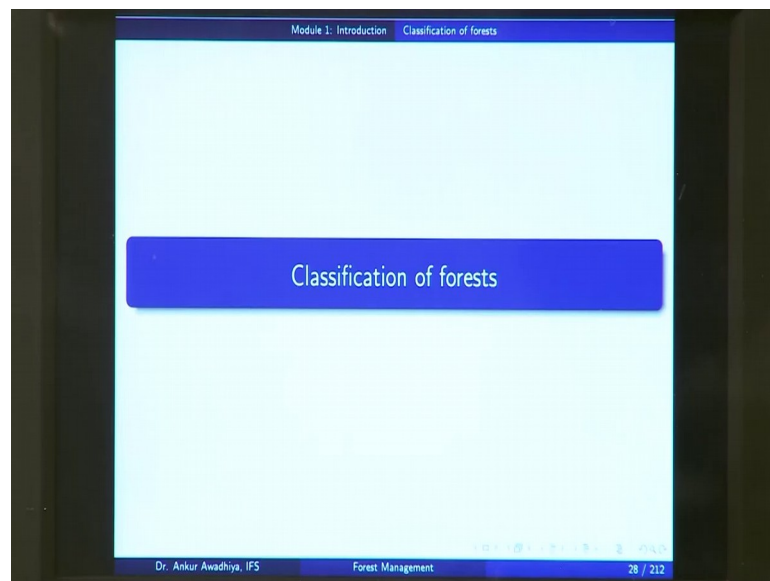 Module 1: Introduction Classification of forests
Classification of forests
Dr. Ankur Awadhiya, IFS Forest Management 28 / 212